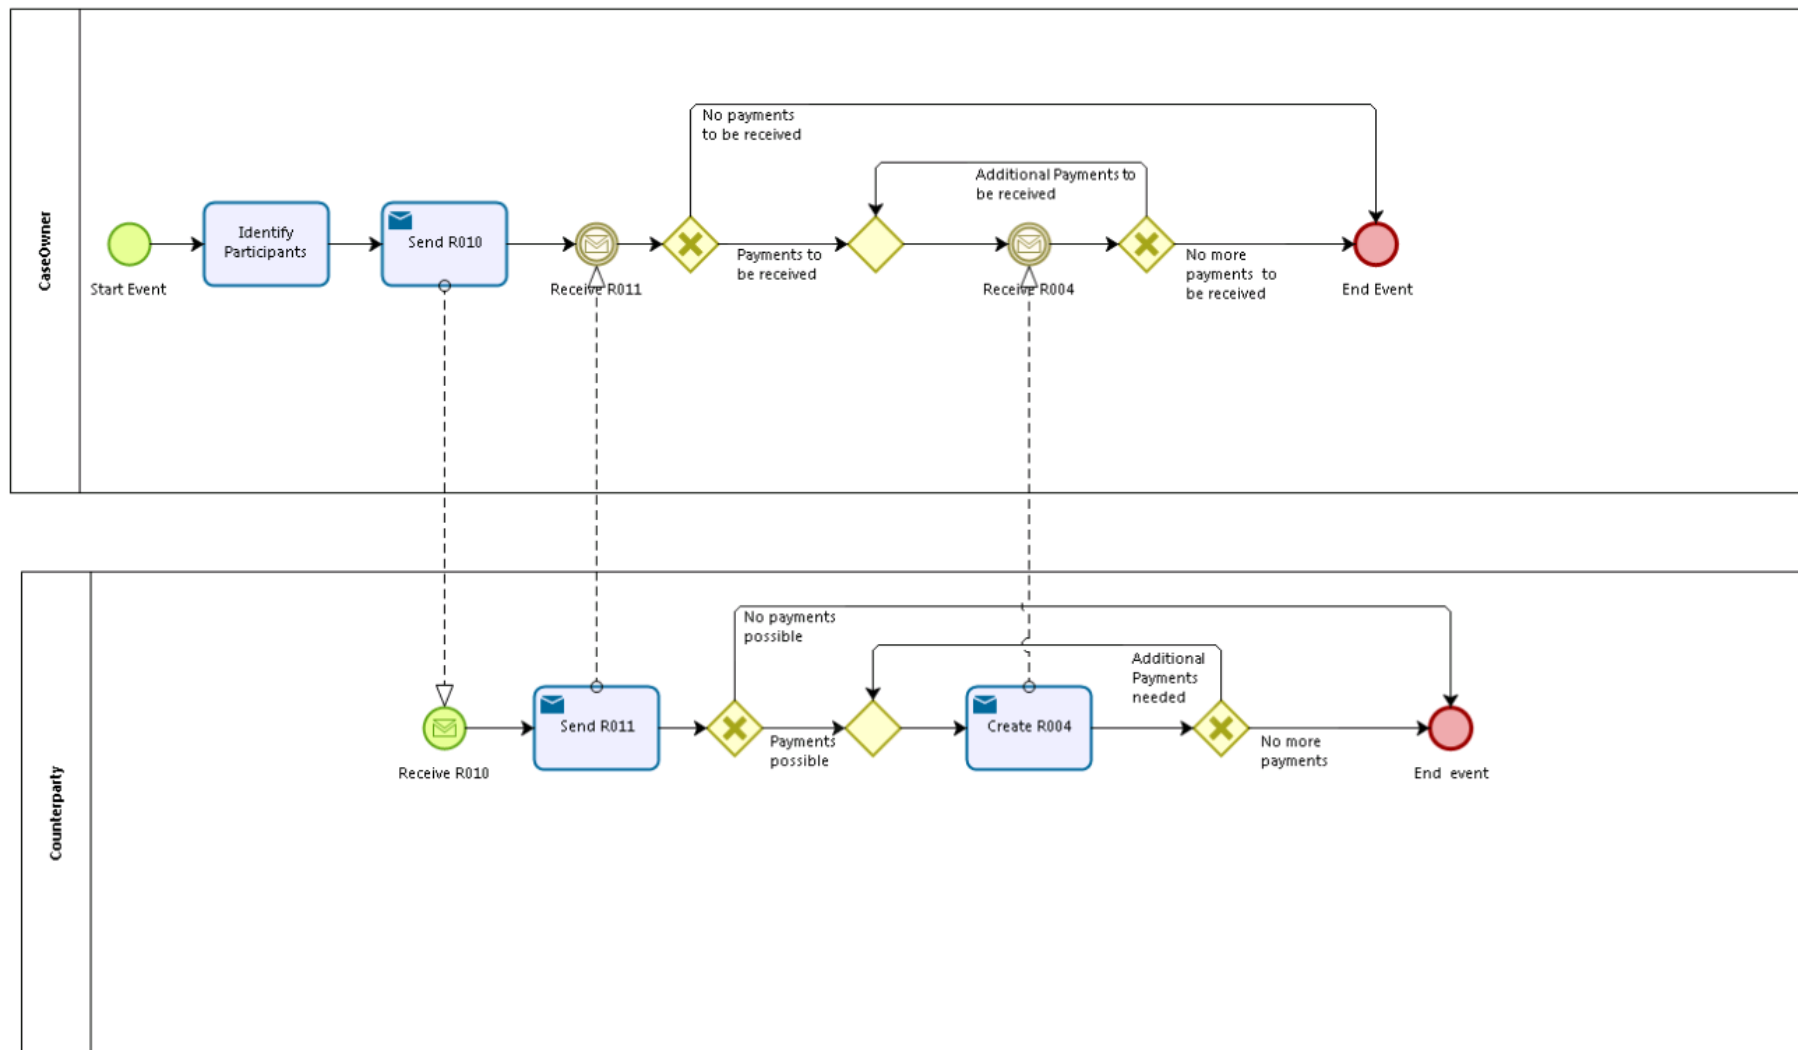 CaseOwner
No payments
to be received
Additional Payments to
be received
Identify
Participants
Send R010
Start Event
Receive R011
Payments to
be received
Receive R004
No more
payments to
be received
End Event
Counterparty
No payments
possible
Additional
Payments
needed
Send R011
Create R004
Receive R010
Payments
possible
No more
payments
End event